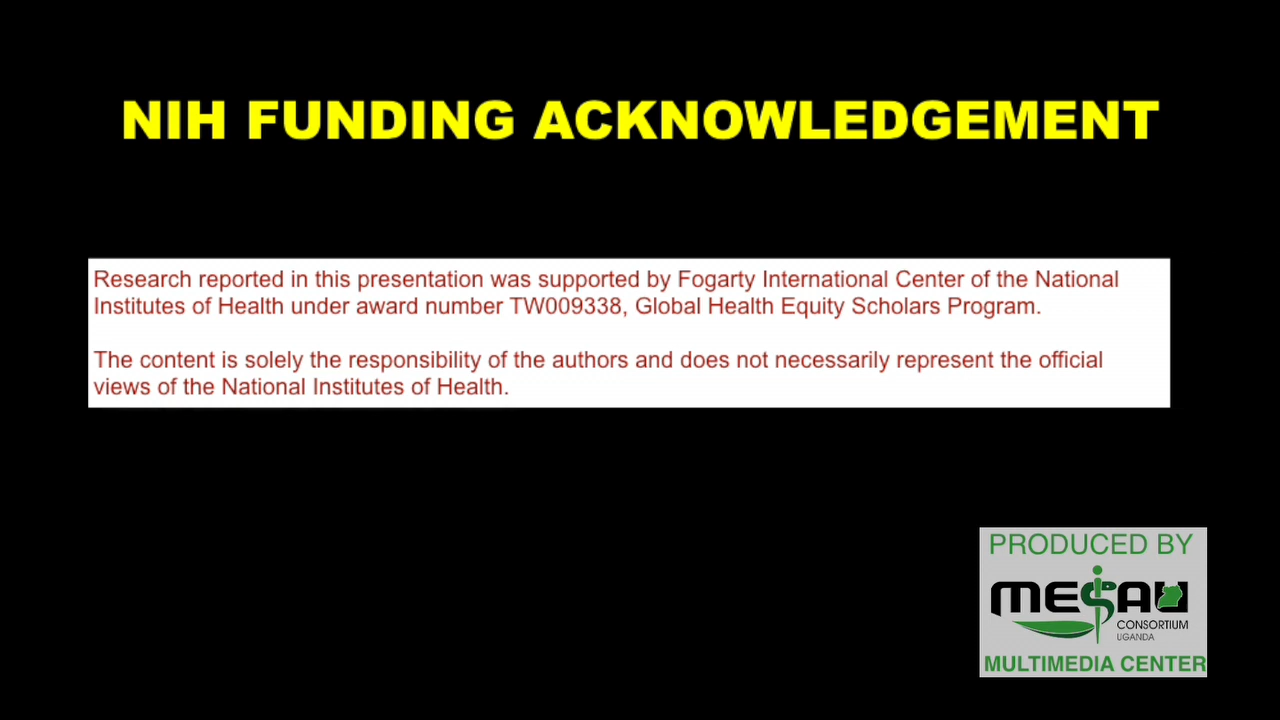 NIH FUNDING ACKNOWLEDGEMENT
Research reported in this presentation was supported by Fogarty International Center of the National
Institutes of Health under award number TW009338, Global Health Equity Scholars Program.
The content is solely the responsibility of the authors and does not necessarily represent the official
views of the National Institutes of Health.
PRODUCED BY
MESAU
CONSORTIUM
UGANDA
MULTIMEDIA CENTER